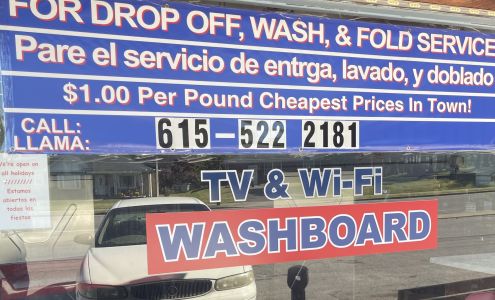 FOR DROP OFF, WASH, & FOLD SERVICE
Pare el servicio de entrga, lavado, y doblado
$1.00 Per Pound Cheapest Prices In Town!
CALL:
LLAMA:
615-522 2181
We're open on
all holidays
///////////
Estamos
abiertos en
todas las
fiestas
TV & Wi-Fi
WASHBOARD